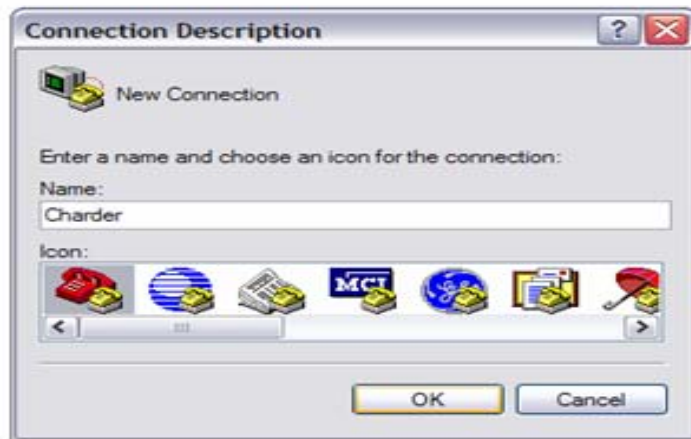 Connection Description
New Connection
Enter a name and choose an icon for the connection:
Name:
Charder
Icon:
MCI
OK
Cancel